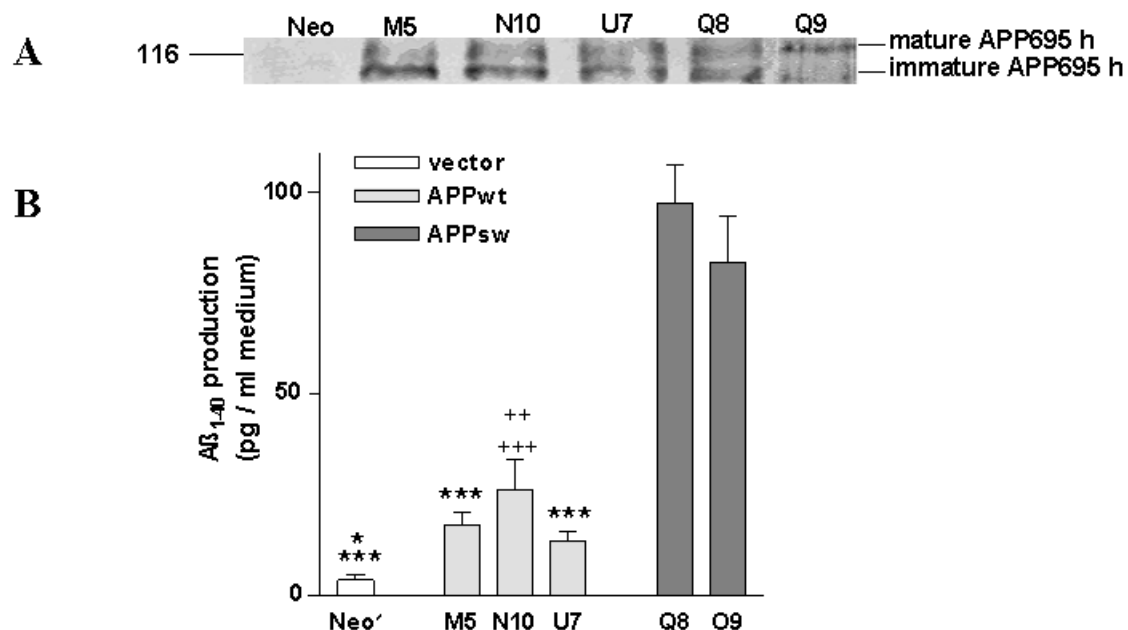 A
Neo M5 N10 U7 Q8 Q9
116
mature APP695 h
immature APP695 h
B
vector
APPwt
APPsw
Aβ1-40 production
(pg / ml medium)
100
50
0
*
***
***
++
+++
***
Neo´ M5 N10 U7 Q8 O9